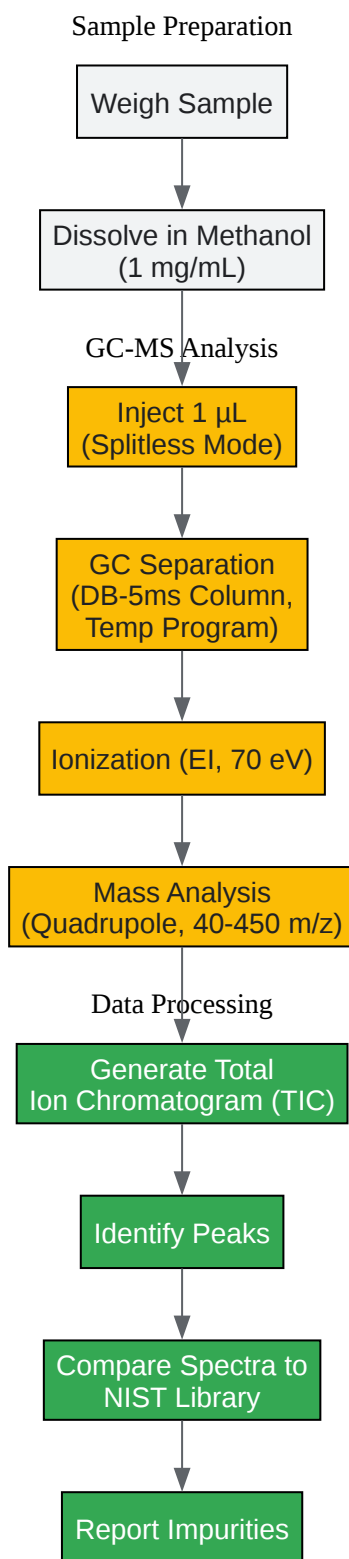 Sample Preparation
Weigh Sample
Dissolve in Methanol
(1 mg/mL)
GC-MS Analysis
Inject 1 µL
(Splitless Mode)
GC Separation
(DB-5ms Column,
Temp Program)
Ionization (EI, 70 eV)
Mass Analysis
(Quadrupole, 40-450 m/z)
Data Processing
Generate Total
Ion Chromatogram (TIC)
Identify Peaks
Compare Spectra to
NIST Library
Report Impurities